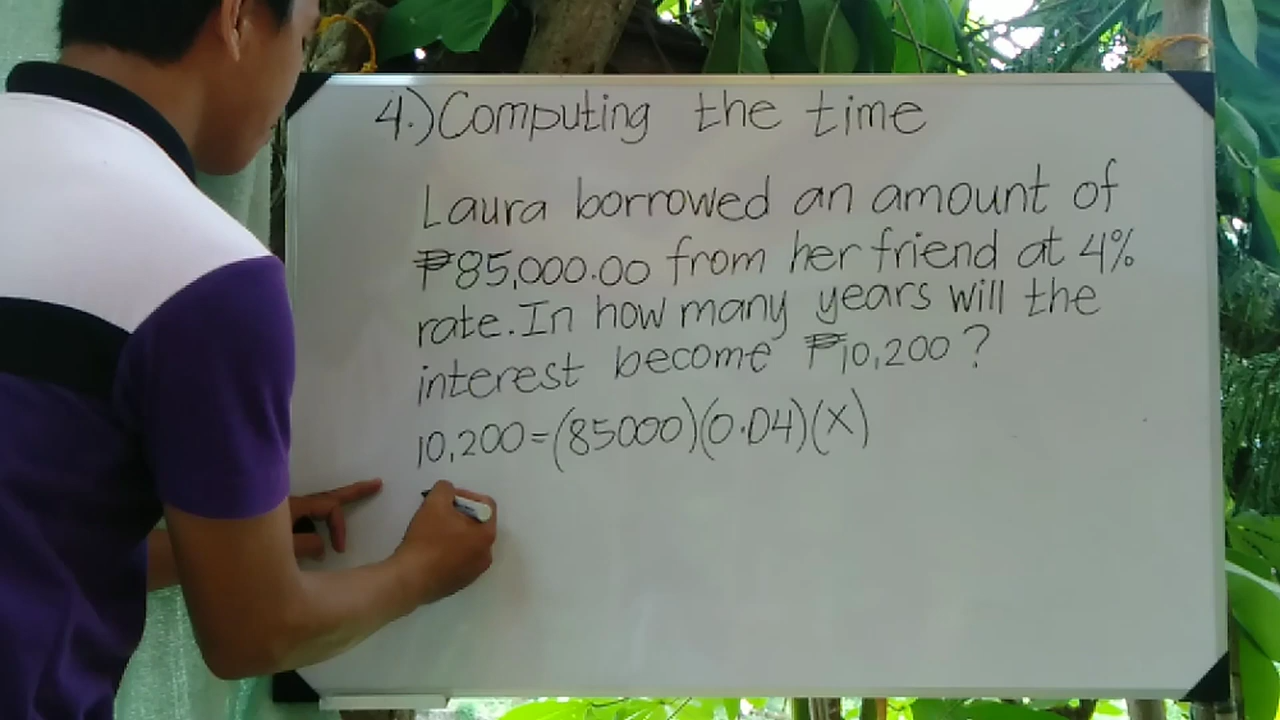 4.) Computing the time
Laura borrowed an amount of
₱85,000.00 from her friend at 4%
rate. In how many years will the
interest become ₱10,200?
10,200=(85000)(0.04)(x)